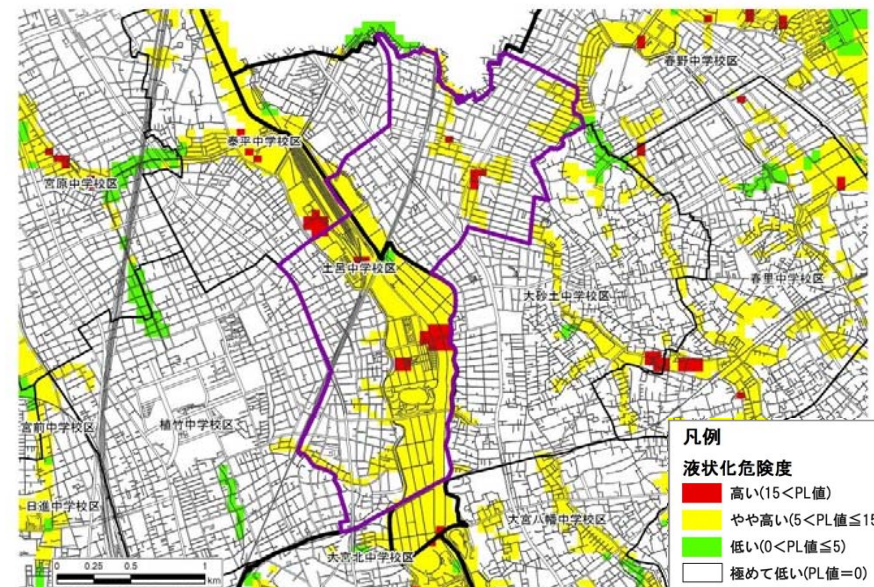 春野中学校区
泰平中学校区
宮原中学校区
土呂中学校区
春里中学校区
大砂土中学校区
宮前中学校区
植竹中学校区
日進中学校区
大宮八幡中学校区
大宮北中学校区
0 0.25 0.5 1
km
凡例
液状化危険度
高い(15<PL値)
やや高い(5<PL値≦15
低い(0<PL値≦5)
極めて低い(PL値=0)